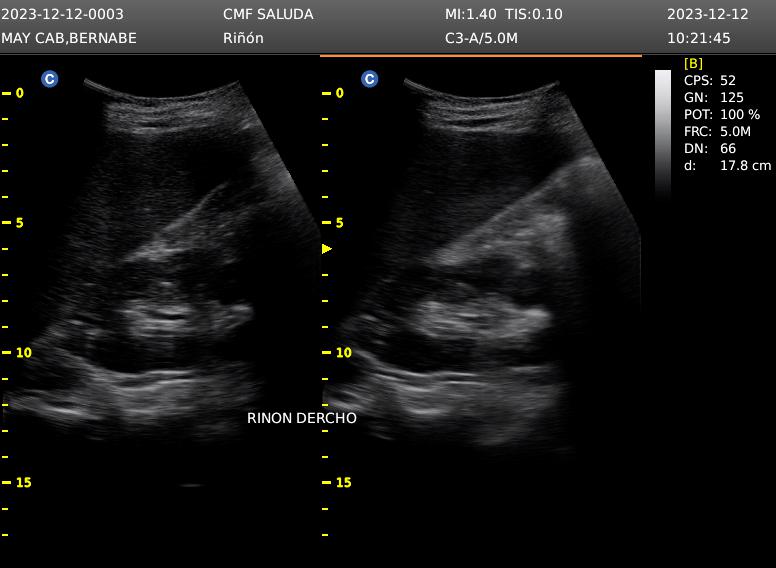 2023-12-12-0003 CMF SALUDA MI:1.40 TIS:0.10 2023-12-12
MAY CAB,BERNABE Riñón C3-A/5.0M 10:21:45
C C [B]
CPS: 52
GN: 125
POT: 100 %
FRC: 5.0M
DN: 66
d: 17.8 cm
0 0
5 5
10 10
RINON DERCHO
15 15